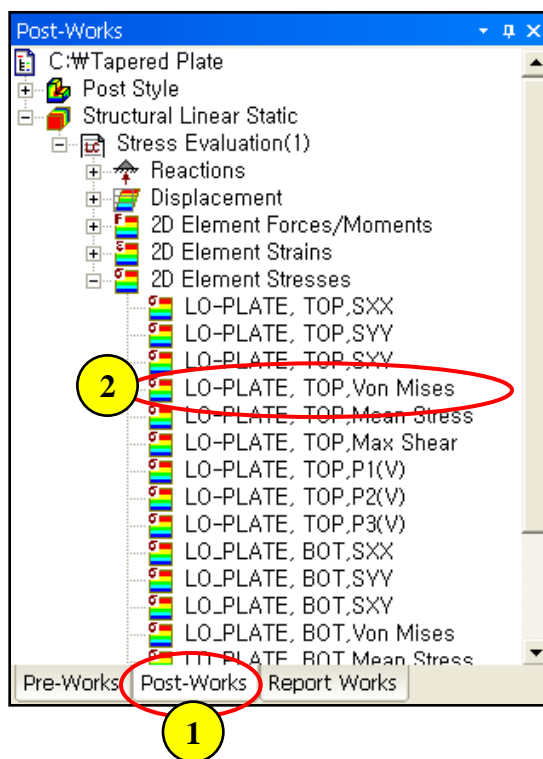 Post-Works
C:₩Tapered Plate
Post Style
Structural Linear Static
Stress Evaluation(1)
Reactions
Displacement
2D Element Forces/Moments
2D Element Strains
2D Element Stresses
LO-PLATE, TOP,SXX
LO-PLATE, TOP,SYY
LO-PLATE, TOP,SXY
2 LO-PLATE, TOP,Von Mises
LO-PLATE, TOP,Mean Stress
LO-PLATE, TOP,Max Shear
LO-PLATE, TOP,P1(V)
LO-PLATE, TOP,P2(V)
LO-PLATE, TOP,P3(V)
LO_PLATE, BOT,SXX
LO_PLATE, BOT,SYY
LO_PLATE, BOT,SXY
LO_PLATE, BOT,Von Mises
LO_PLATE, BOT,Mean Stress
Pre-Works Post-Works Report Works
1